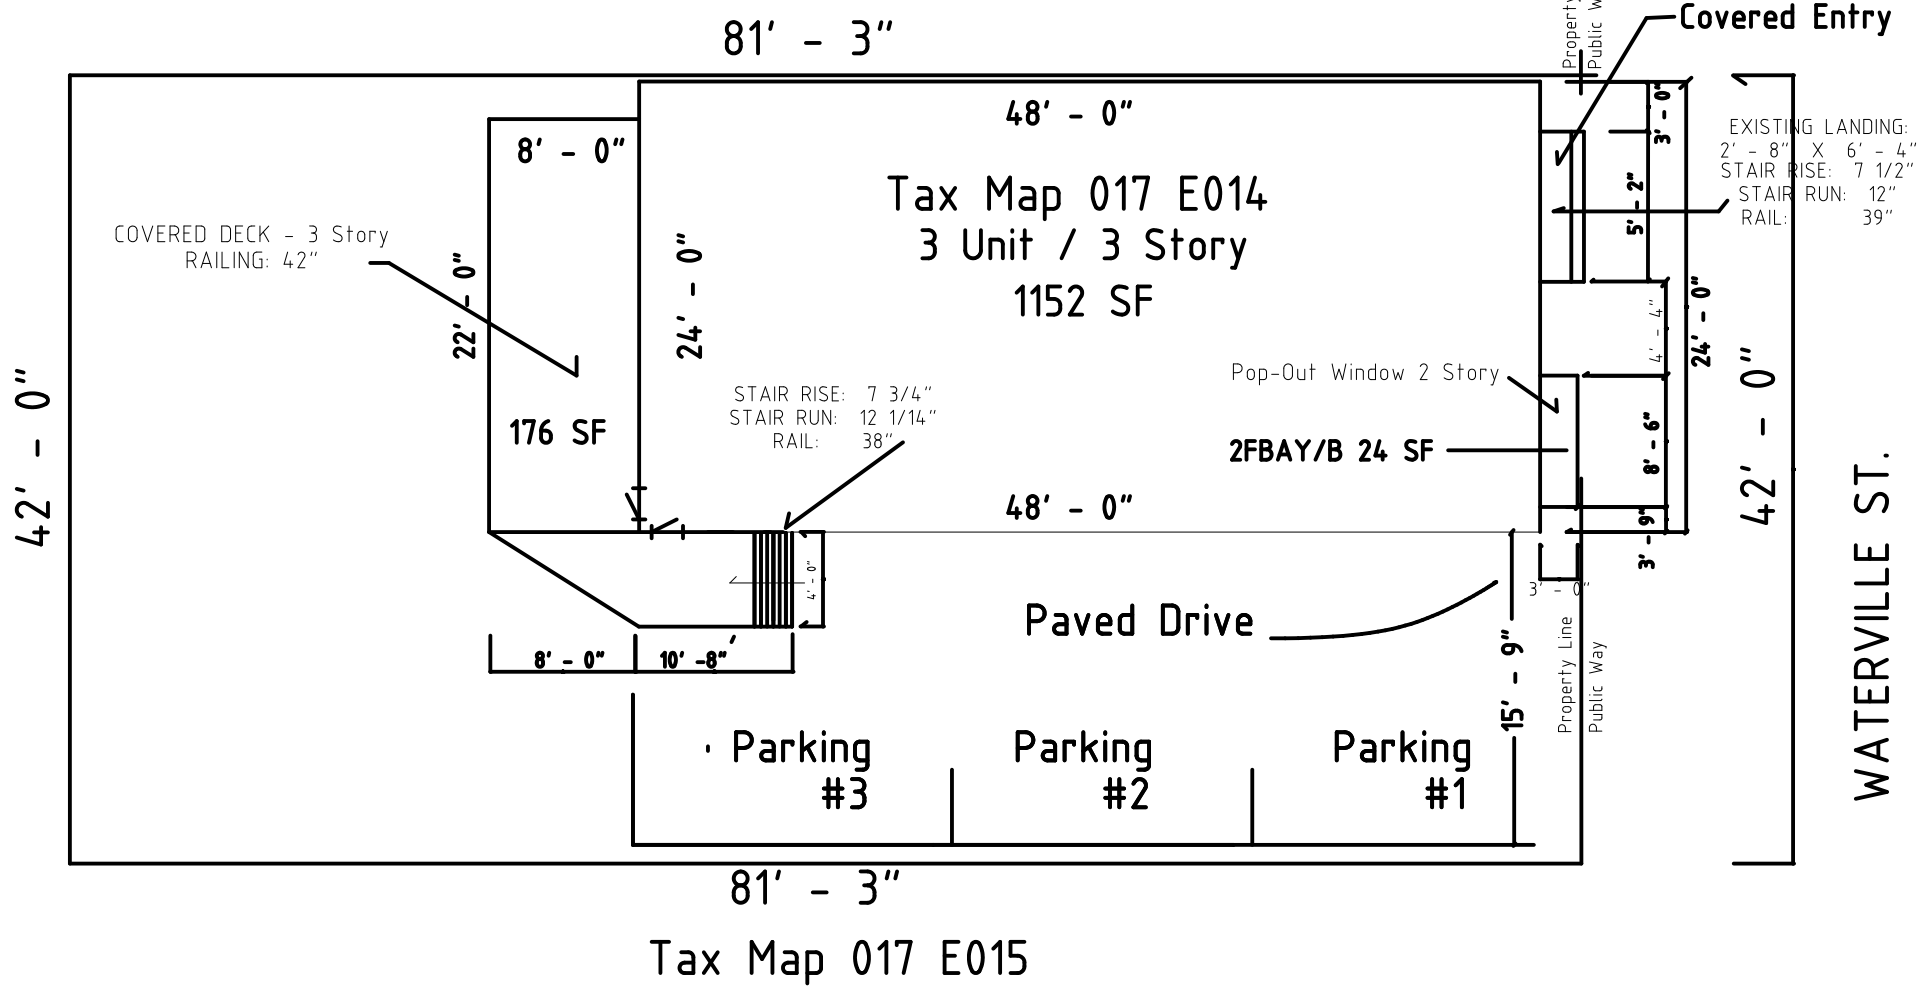 81' - 3"
Property
Public W
Covered Entry
48' - 0"
3' - 0"
8' - 0"
EXISTING LANDING:
2' - 8" X 6' - 4"
STAIR RISE: 7 1/2"
STAIR RUN: 12"
RAIL: 39"
Tax Map 017 E014
3 Unit / 3 Story
1152 SF
5' - 2"
COVERED DECK - 3 Story
RAILING: 42"
22' - 0"
24' - 0"
4' - 4"
24' - 0"
42' - 0"
Pop-Out Window 2 Story
STAIR RISE: 7 3/4"
STAIR RUN: 12 1/14"
RAIL: 38"
176 SF
2FBAY/B 24 SF
8' - 6"
42' - 0"
WATERVILLE ST.
48' - 0"
3' - 9"
4' - 0"
3' - 0"
Paved Drive
15' - 9"
Property Line
Public Way
8' - 0"
10' -8"
Parking
#3
Parking
#2
Parking
#1
81' - 3"
Tax Map 017 E015